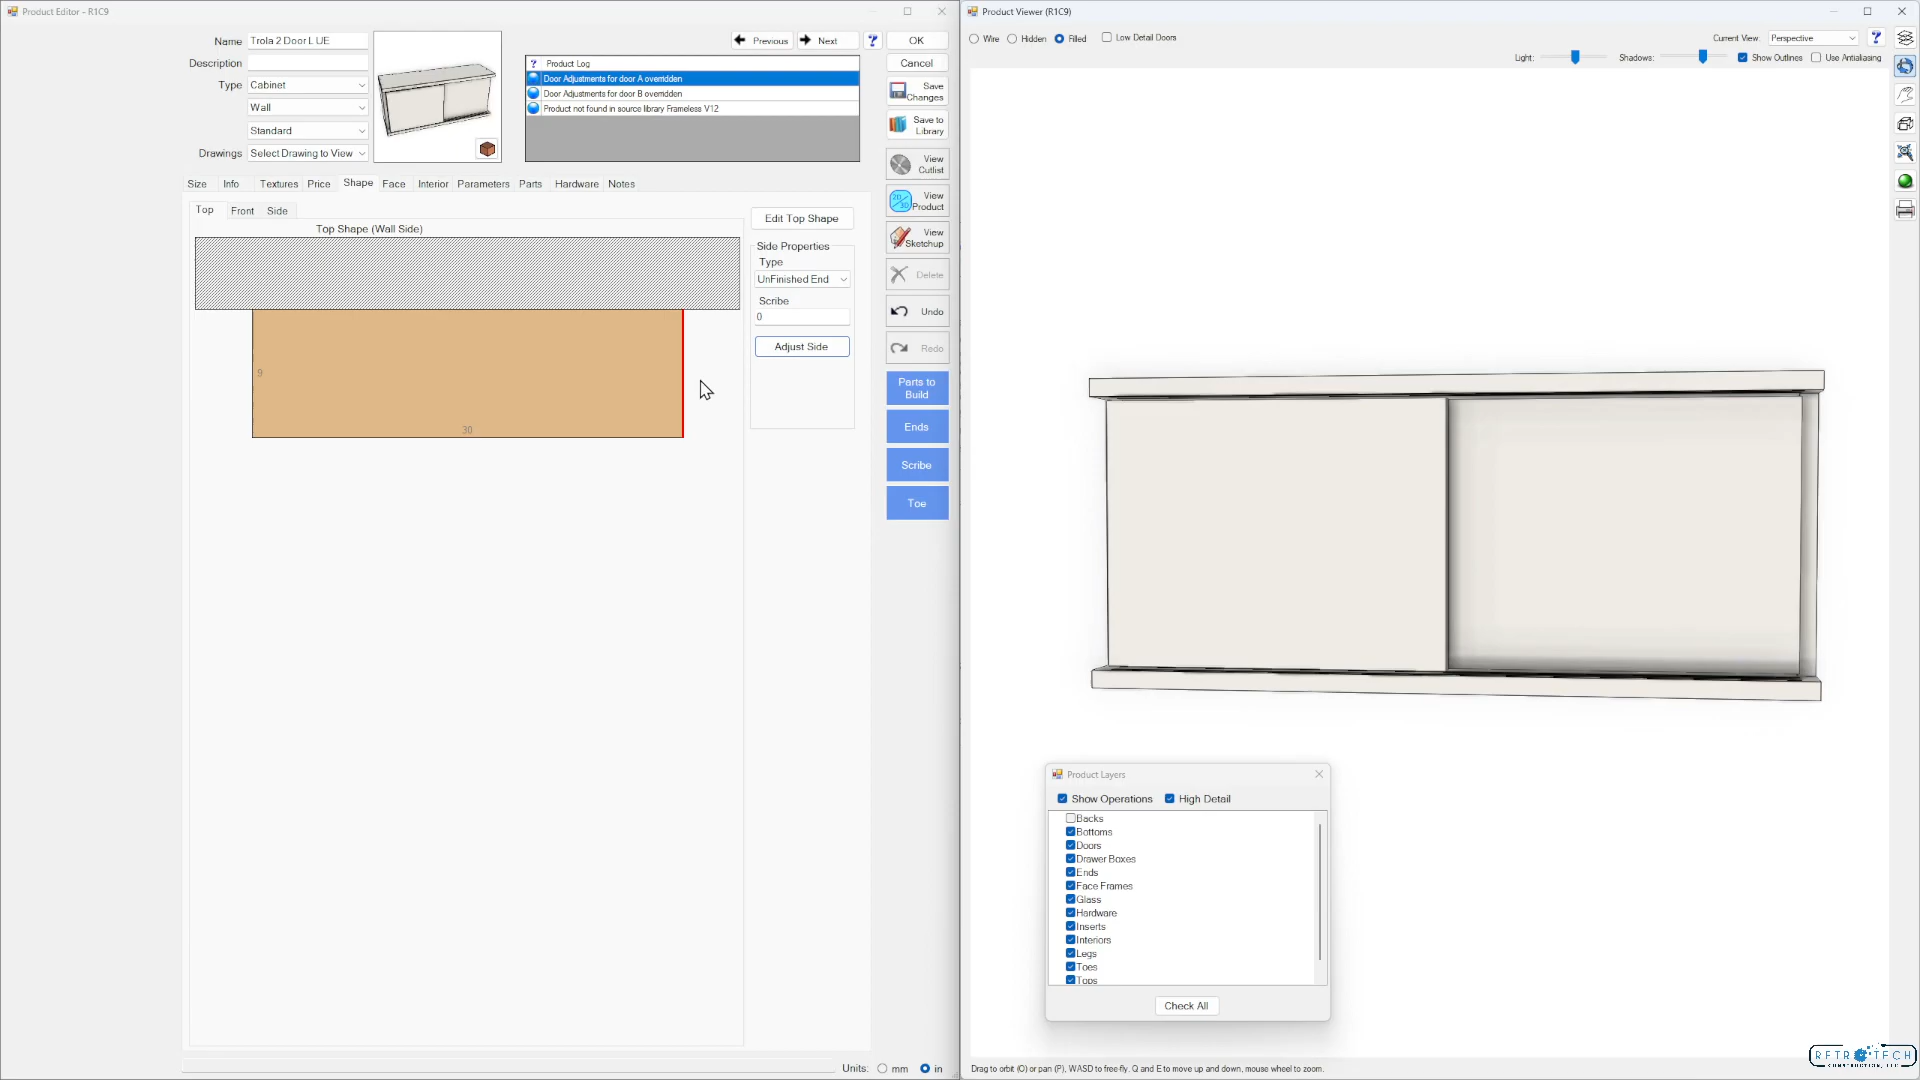 Product Editor - R1C9
Name Trola 2 Door L UE
Description
Type Cabinet
Wall
Standard
Drawings Select Drawing to View
Previous Next ? OK
? Product Log
Door Adjustments for door A overridden
Door Adjustments for door B overridden
Product not found in source library Frameless V12
Cancel
Save Changes
Save to Library
View Cutlist
2D/3D View Product
View Sketchup
Delete
Undo
Redo
Parts to Build
Ends
Scribe
Toe
Size Info Textures Price Shape Face Interior Parameters Parts Hardware Notes
Top Front Side
Top Shape (Wall Side)
9
30
Edit Top Shape
Side Properties
Type
UnFinished End
Scribe
0
Adjust Side
Units: mm in
Product Viewer (R1C9)
Wire Hidden Filled Low Detail Doors
Current View: Perspective ?
Light: Shadows: Show Outlines Use Antialiasing
Product Layers
Show Operations High Detail
Backs
Bottoms
Doors
Drawer Boxes
Ends
Face Frames
Glass
Hardware
Inserts
Interiors
Legs
Toes
Tops
Check All
Drag to orbit (O) or pan (P), WASD to free-fly. Q and E to move up and down, mouse wheel to zoom.
RETROTECH
CONSTRUCTION, LLC